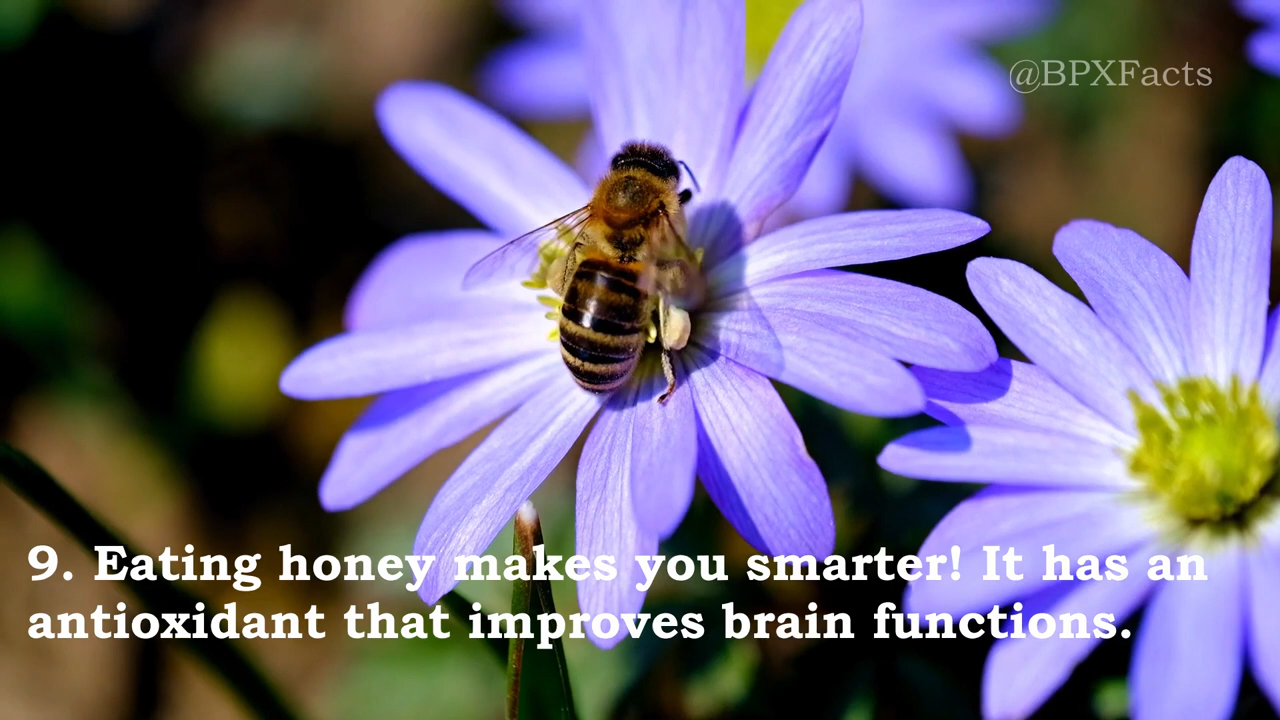 @BPXFacts
9. Eating honey makes you smarter! It has an
antioxidant that improves brain functions.